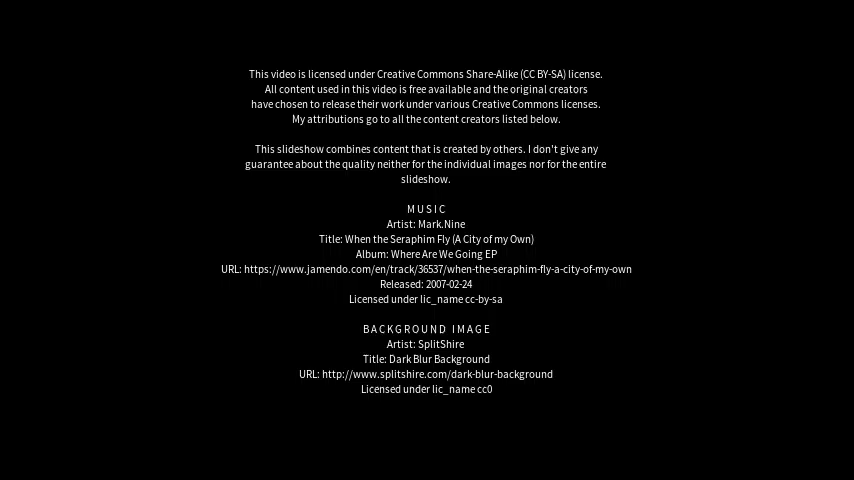 This video is licensed under Creative Commons Share-Alike (CC BY-SA) license.
All content used in this video is free available and the original creators
have chosen to release their work under various Creative Commons licenses.
My attributions go to all the content creators listed below.
This slideshow combines content that is created by others. I don't give any
guarantee about the quality neither for the individual images nor for the entire
slideshow.
MUSIC
Artist: Mark.Nine
Title: When the Seraphim Fly (A City of my Own)
Album: Where Are We Going EP
URL: https://www.jamendo.com/en/track/36537/when-the-seraphim-fly-a-city-of-my-own
Released: 2007-02-24
Licensed under lic_name cc-by-sa
BACKGROUND IMAGE
Artist: SplitShire
Title: Dark Blur Background
URL: http://www.splitshire.com/dark-blur-background
Licensed under lic_name cc0